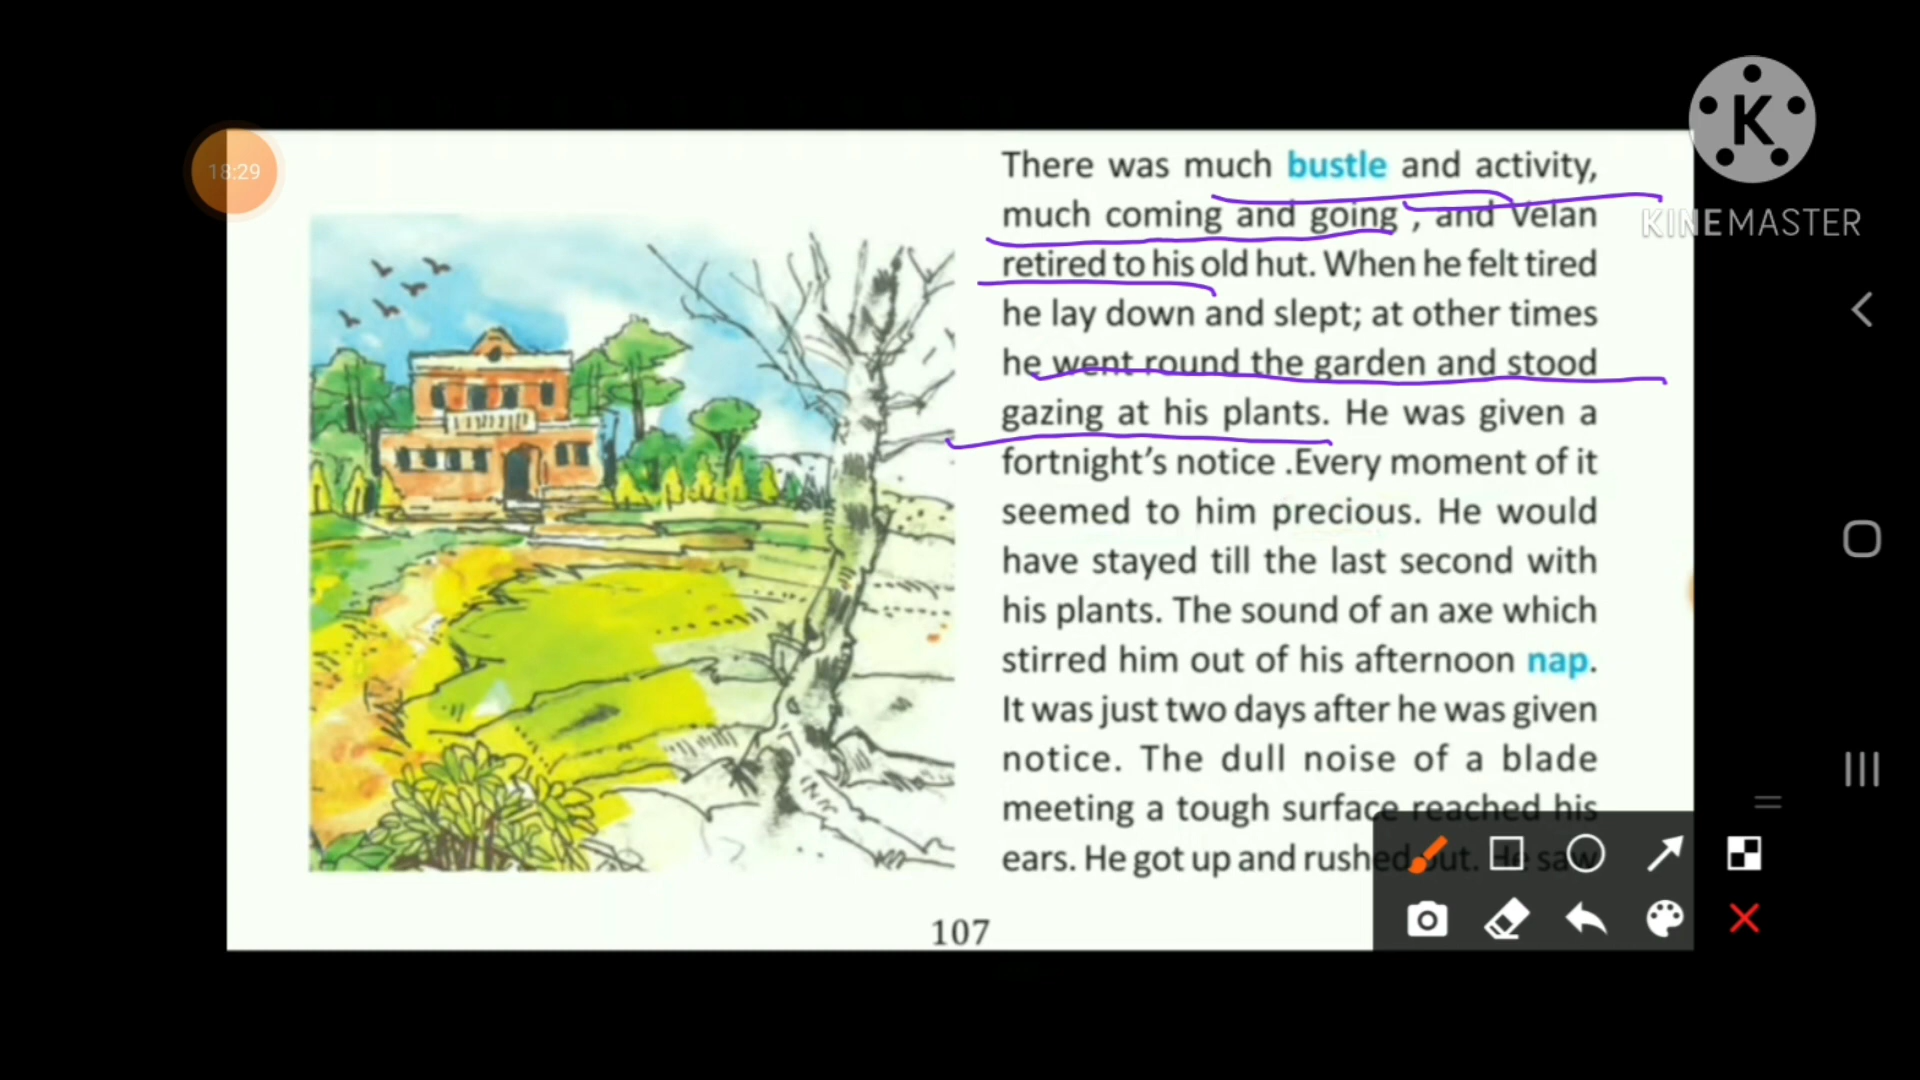 18:29
There was much bustle and activity,
much coming and going , and Velan
retired to his old hut. When he felt tired
he lay down and slept; at other times
he went round the garden and stood
gazing at his plants. He was given a
fortnight's notice .Every moment of it
seemed to him precious. He would
have stayed till the last second with
his plants. The sound of an axe which
stirred him out of his afternoon nap.
It was just two days after he was given
notice. The dull noise of a blade
meeting a tough surface reached his
ears. He got up and rushed out. He saw
107
K
KINEMASTER